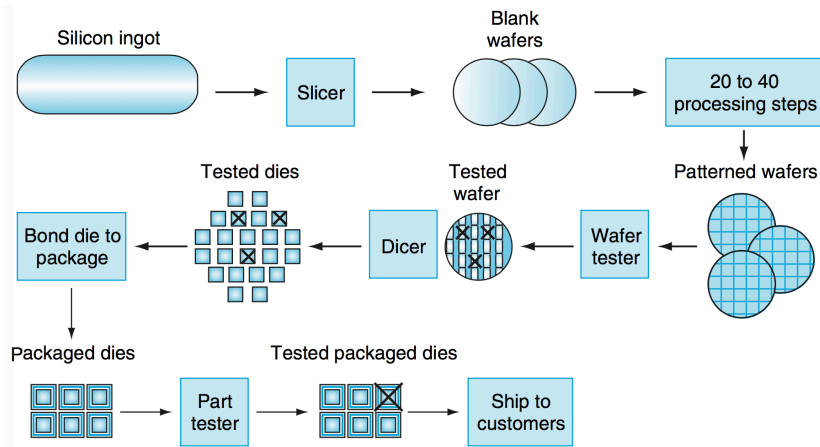 Silicon ingot
Slicer
Blank
wafers
20 to 40
processing steps
Tested dies
Tested
wafer
Patterned wafers
Bond die to
package
Dicer
Wafer
tester
Packaged dies
Tested packaged dies
Part
tester
Ship to
customers